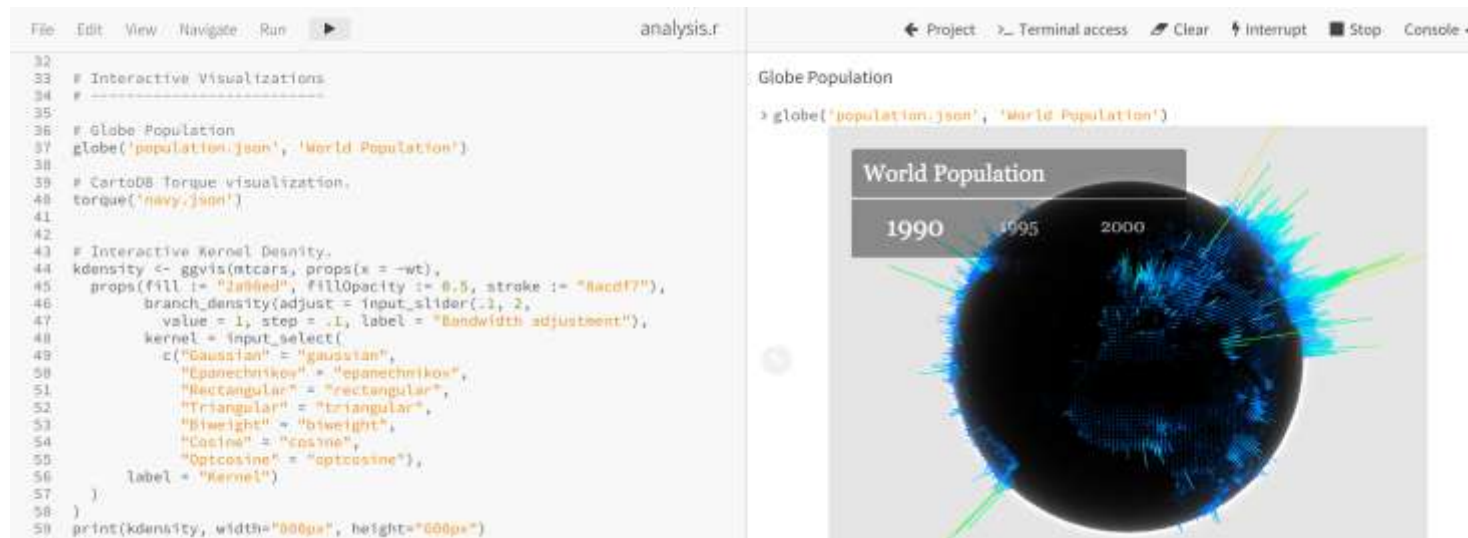 File Edit View Navigate Run
analysis.r
32
33 # Interactive Visualizations
34 # --------------------------
35
36 # Globe Population
37 globe('population.json', 'World Population')
38
39 # CartoDB Torque visualization.
40 torque('navy.json')
41
42
43 # Interactive Kernel Desnity.
44 kdensity <- ggvis(mtcars, props(x = ~wt),
45 props(fill := "2a86ed", fillOpacity := 0.5, stroke := "8acdf7"),
46 branch_density(adjust = input_slider(.1, 2,
47 value = 1, step = .1, label = "Bandwidth adjustment"),
48 kernel = input_select(
49 c("Gaussian" = "gaussian",
50 "Epanechnikov" = "epanechnikov",
51 "Rectangular" = "rectangular",
52 "Triangular" = "triangular",
53 "Biweight" = "biweight",
54 "Cosine" = "cosine",
55 "Optcosine" = "optcosine"),
56 label = "Kernel")
57 )
58 )
59 print(kdensity, width="800px", height="600px")
Project >_ Terminal access Clear Interrupt Stop Console
Globe Population
> globe('population.json', 'World Population')
World Population
1990 1995 2000